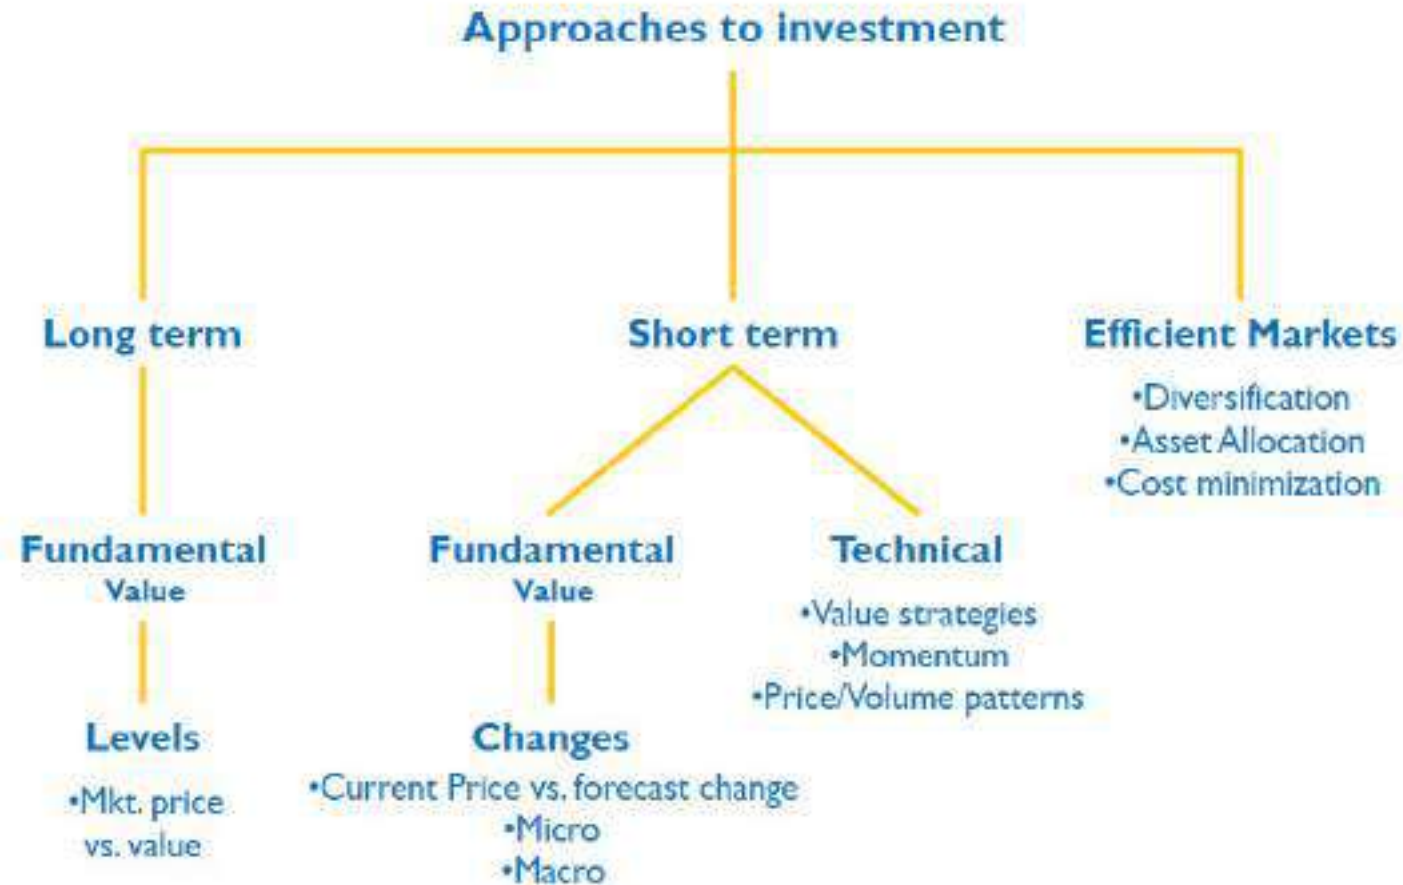 Approaches to investment
Long term
Short term
Efficient Markets
•Diversification
•Asset Allocation
•Cost minimization
Fundamental
Value
Fundamental
Value
Technical
•Value strategies
•Momentum
•Price/Volume patterns
Levels
•Mkt. price
vs. value
Changes
•Current Price vs. forecast change
•Micro
•Macro